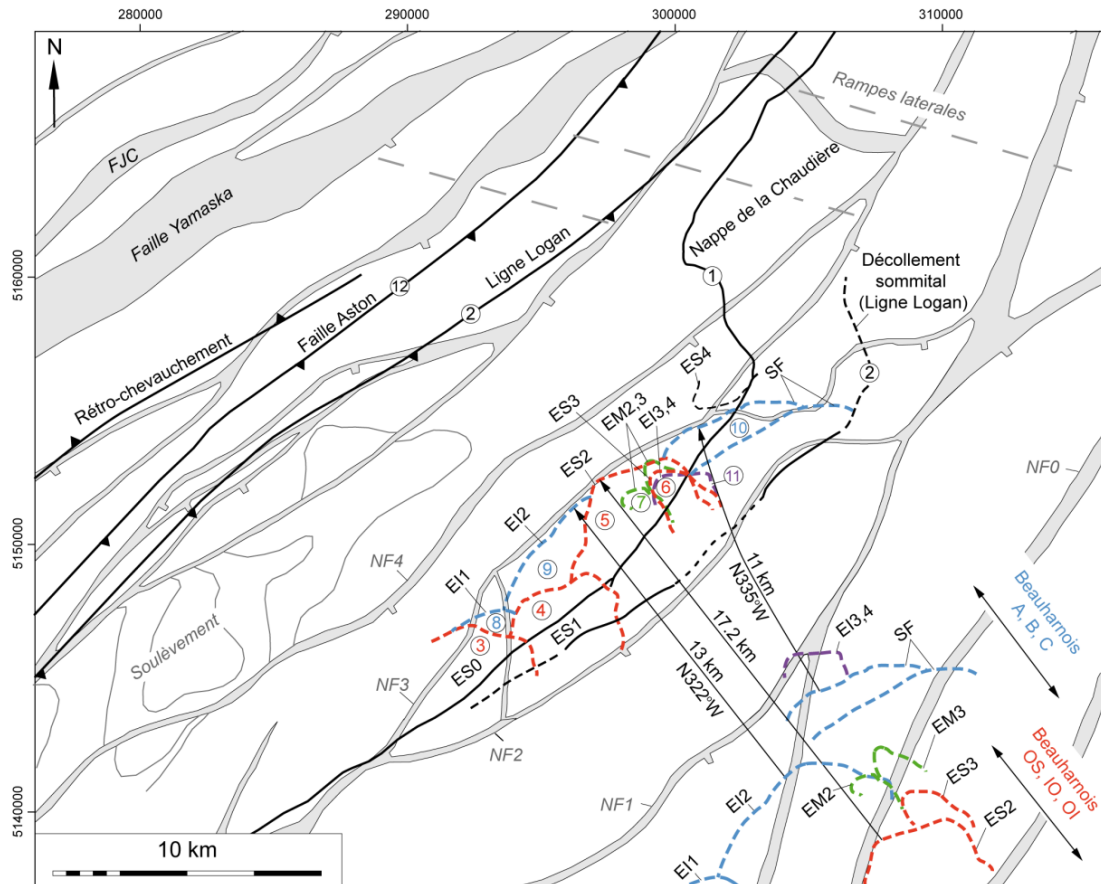 280000
290000
300000
310000
N
5160000
5150000
5140000
FJC
Faille Yamaska
Rampes laterales
Nappe de la Chaudière
Ligne Logan
Faille Aston
Rétro-chevauchement
Décollement
sommital
(Ligne Logan)
12
2
1
2
ES4
SF
ES3
EM2,3
EI3,4
ES2
10
11
6
7
5
EI2
9
4
EI1
8
3
ES1
ES0
NF4
NF3
NF2
NF1
NF0
Soulèvement
11 km
N335°W
17.2 km
13 km
N322°W
EI3,4
SF
Beauharnois
A, B, C
EM3
ES3
EM2
ES2
EI2
EI1
Beauharnois
OS, IO, OI
10 km